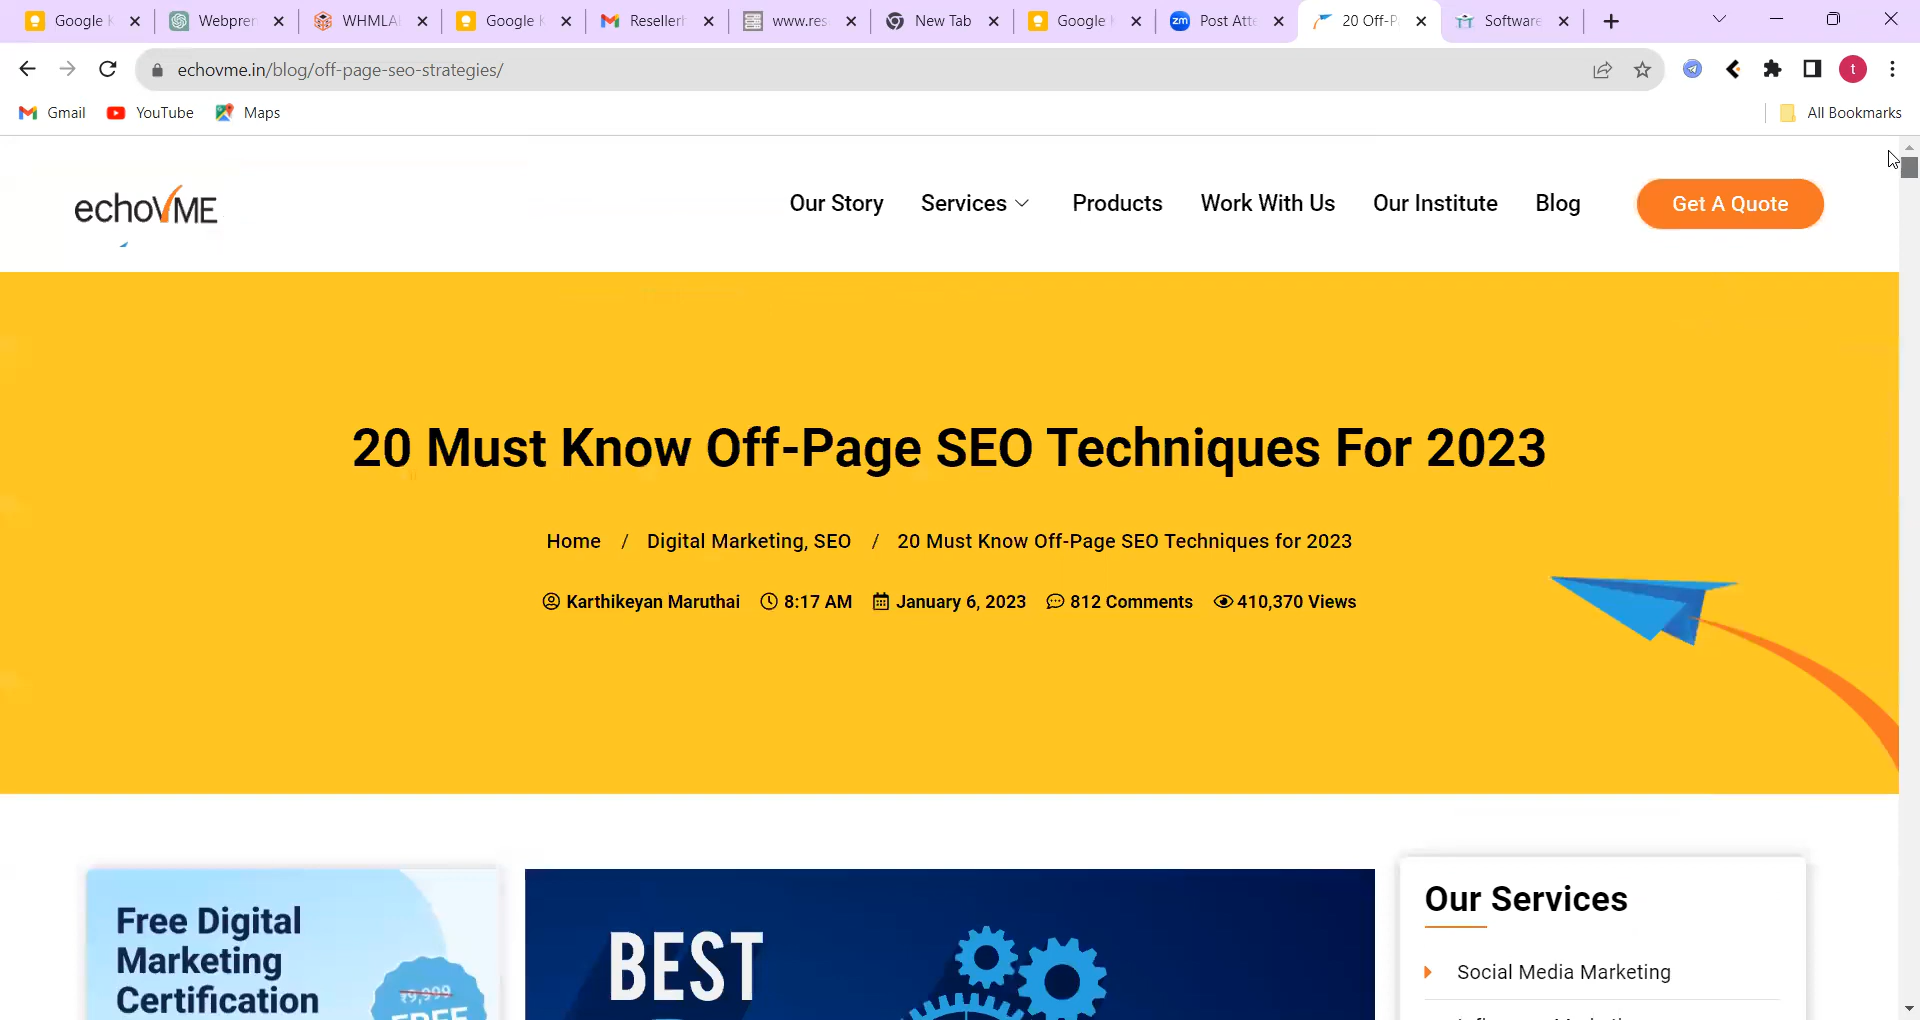 Google K
Webprer
WHMLA
Google K
Resellerh
www.res
New Tab
Google
zm
Post Atte
20 Off-P
Software
echovme.in/blog/off-page-seo-strategies/
t
Gmail
YouTube
Maps
All Bookmarks
echoVME
Our Story
Services
Products
Work With Us
Our Institute
Blog
Get A Quote
20 Must Know Off-Page SEO Techniques For 2023
Home / Digital Marketing, SEO / 20 Must Know Off-Page SEO Techniques for 2023
Karthikeyan Maruthai 8:17 AM January 6, 2023 812 Comments 410,370 Views
Free Digital
Marketing
Certification
₹9,999
FREE
BEST
Our Services
Social Media Marketing